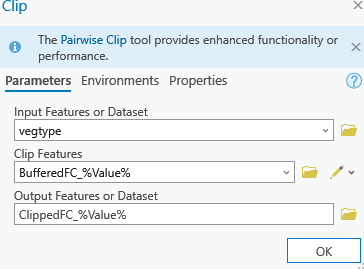 Clip
The Pairwise Clip tool provides enhanced functionality or
performance.
Parameters Environments Properties
Input Features or Dataset
vegtype
Clip Features
BufferedFC_%Value%
Output Features or Dataset
ClippedFC_%Value%
OK